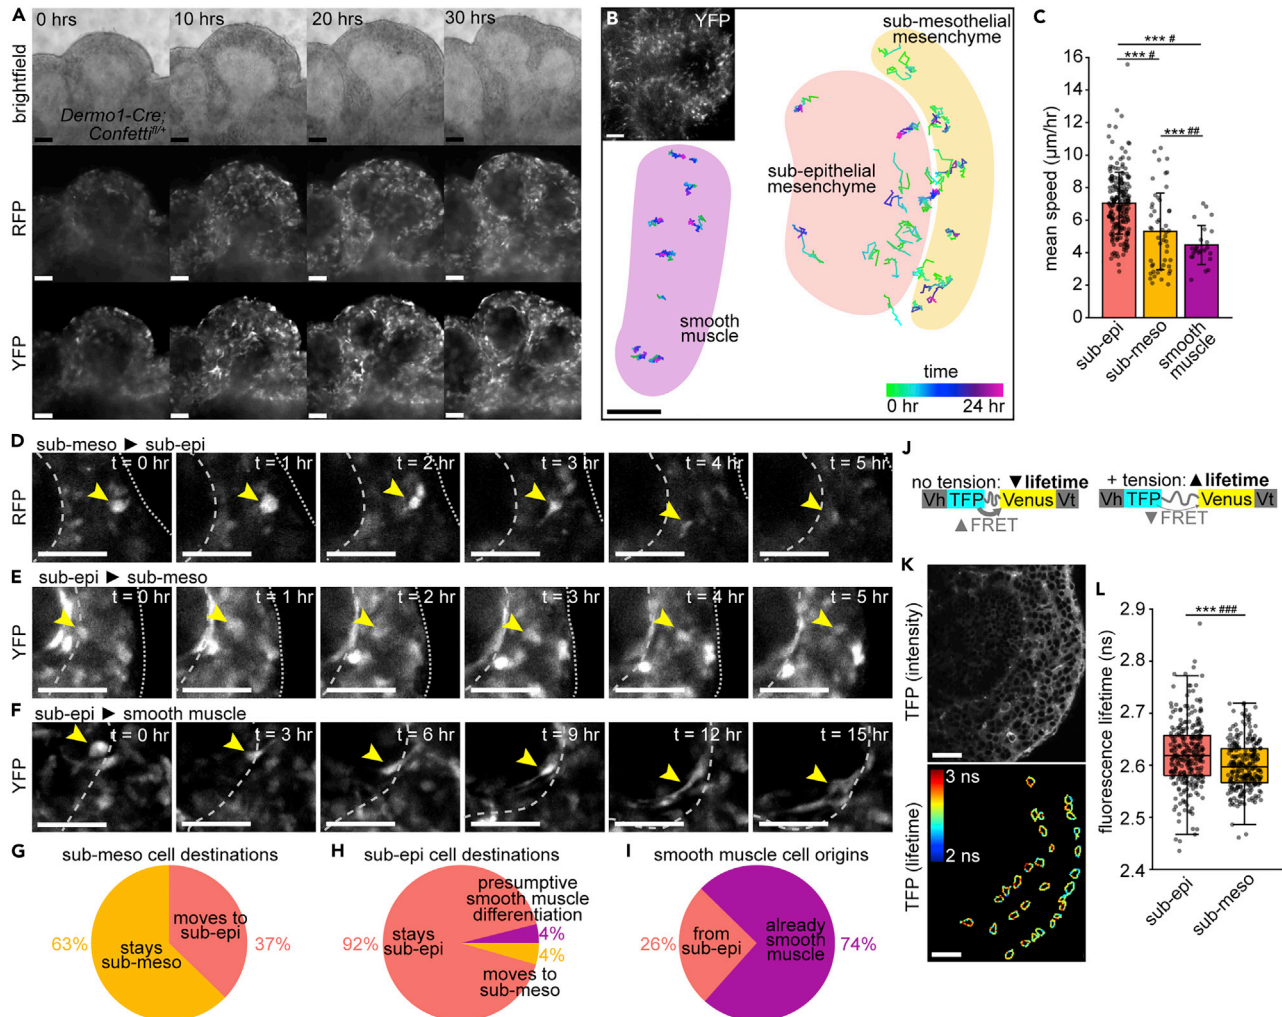 A
0 hrs
10 hrs
20 hrs
30 hrs
brightfield
Dermo1-Cre;
Confetti^fl/+
RFP
YFP
B
YFP
sub-mesothelial
mesenchyme
sub-epithelial
mesenchyme
smooth
muscle
time
0 hr
24 hr
C
*** #
*** #
*** ##
mean speed (μm/hr)
16
14
12
10
8
6
4
2
0
sub-epi
sub-meso
smooth
muscle
D
sub-meso ► sub-epi
RFP
t = 0 hr
t = 1 hr
t = 2 hr
t = 3 hr
t = 4 hr
t = 5 hr
E
sub-epi ► sub-meso
YFP
t = 0 hr
t = 1 hr
t = 2 hr
t = 3 hr
t = 4 hr
t = 5 hr
F
sub-epi ► smooth muscle
YFP
t = 0 hr
t = 3 hr
t = 6 hr
t = 9 hr
t = 12 hr
t = 15 hr
G
sub-meso cell destinations
63%
stays
sub-meso
moves to
sub-epi
37%
H
sub-epi cell destinations
92%
stays
sub-epi
presumptive
smooth muscle
differentiation
4%
4%
moves to
sub-meso
I
smooth muscle cell origins
26%
from
sub-epi
already
smooth
muscle
74%
J
no tension: ▼lifetime
Vh TFP Venus Vt
▲FRET
+ tension: ▲lifetime
Vh TFP Venus Vt
▼FRET
K
TFP (intensity)
TFP (lifetime)
3 ns
2 ns
L
*** ###
fluorescence lifetime (ns)
2.9
2.8
2.7
2.6
2.5
2.4
sub-epi
sub-meso